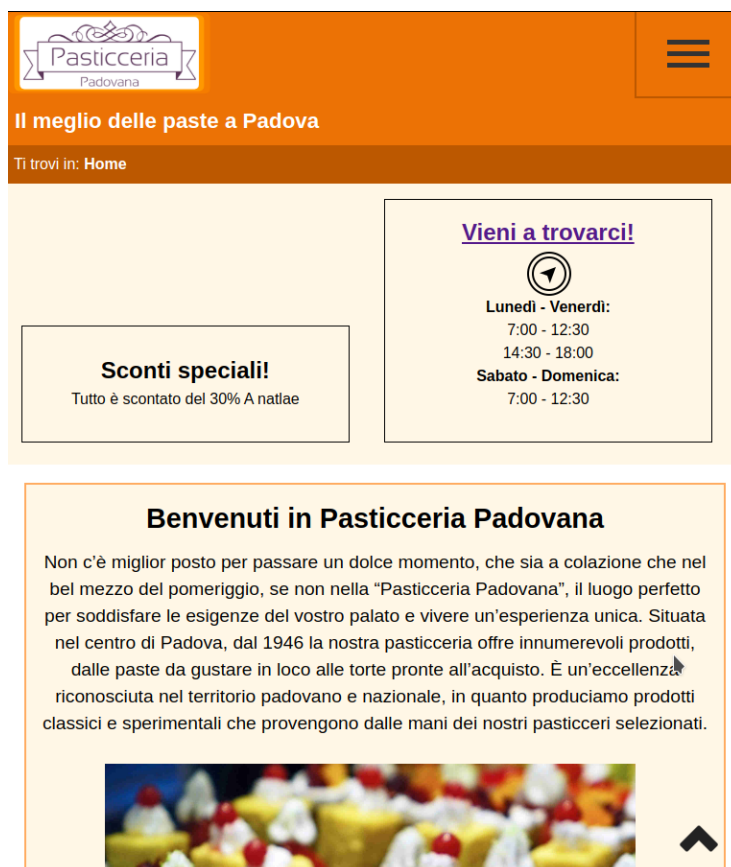 Pasticceria
Padovana
Il meglio delle paste a Padova
Ti trovi in: Home
Sconti speciali!
Tutto è scontato del 30% A natlae
Vieni a trovarci!
Lunedì - Venerdì:
7:00 - 12:30
14:30 - 18:00
Sabato - Domenica:
7:00 - 12:30
Benvenuti in Pasticceria Padovana
Non c’è miglior posto per passare un dolce momento, che sia a colazione che nel
bel mezzo del pomeriggio, se non nella “Pasticceria Padovana”, il luogo perfetto
per soddisfare le esigenze del vostro palato e vivere un’esperienza unica. Situata
nel centro di Padova, dal 1946 la nostra pasticceria offre innumerevoli prodotti,
dalle paste da gustare in loco alle torte pronte all’acquisto. È un’eccellenza
riconosciuta nel territorio padovano e nazionale, in quanto produciamo prodotti
classici e sperimentali che provengono dalle mani dei nostri pasticceri selezionati.